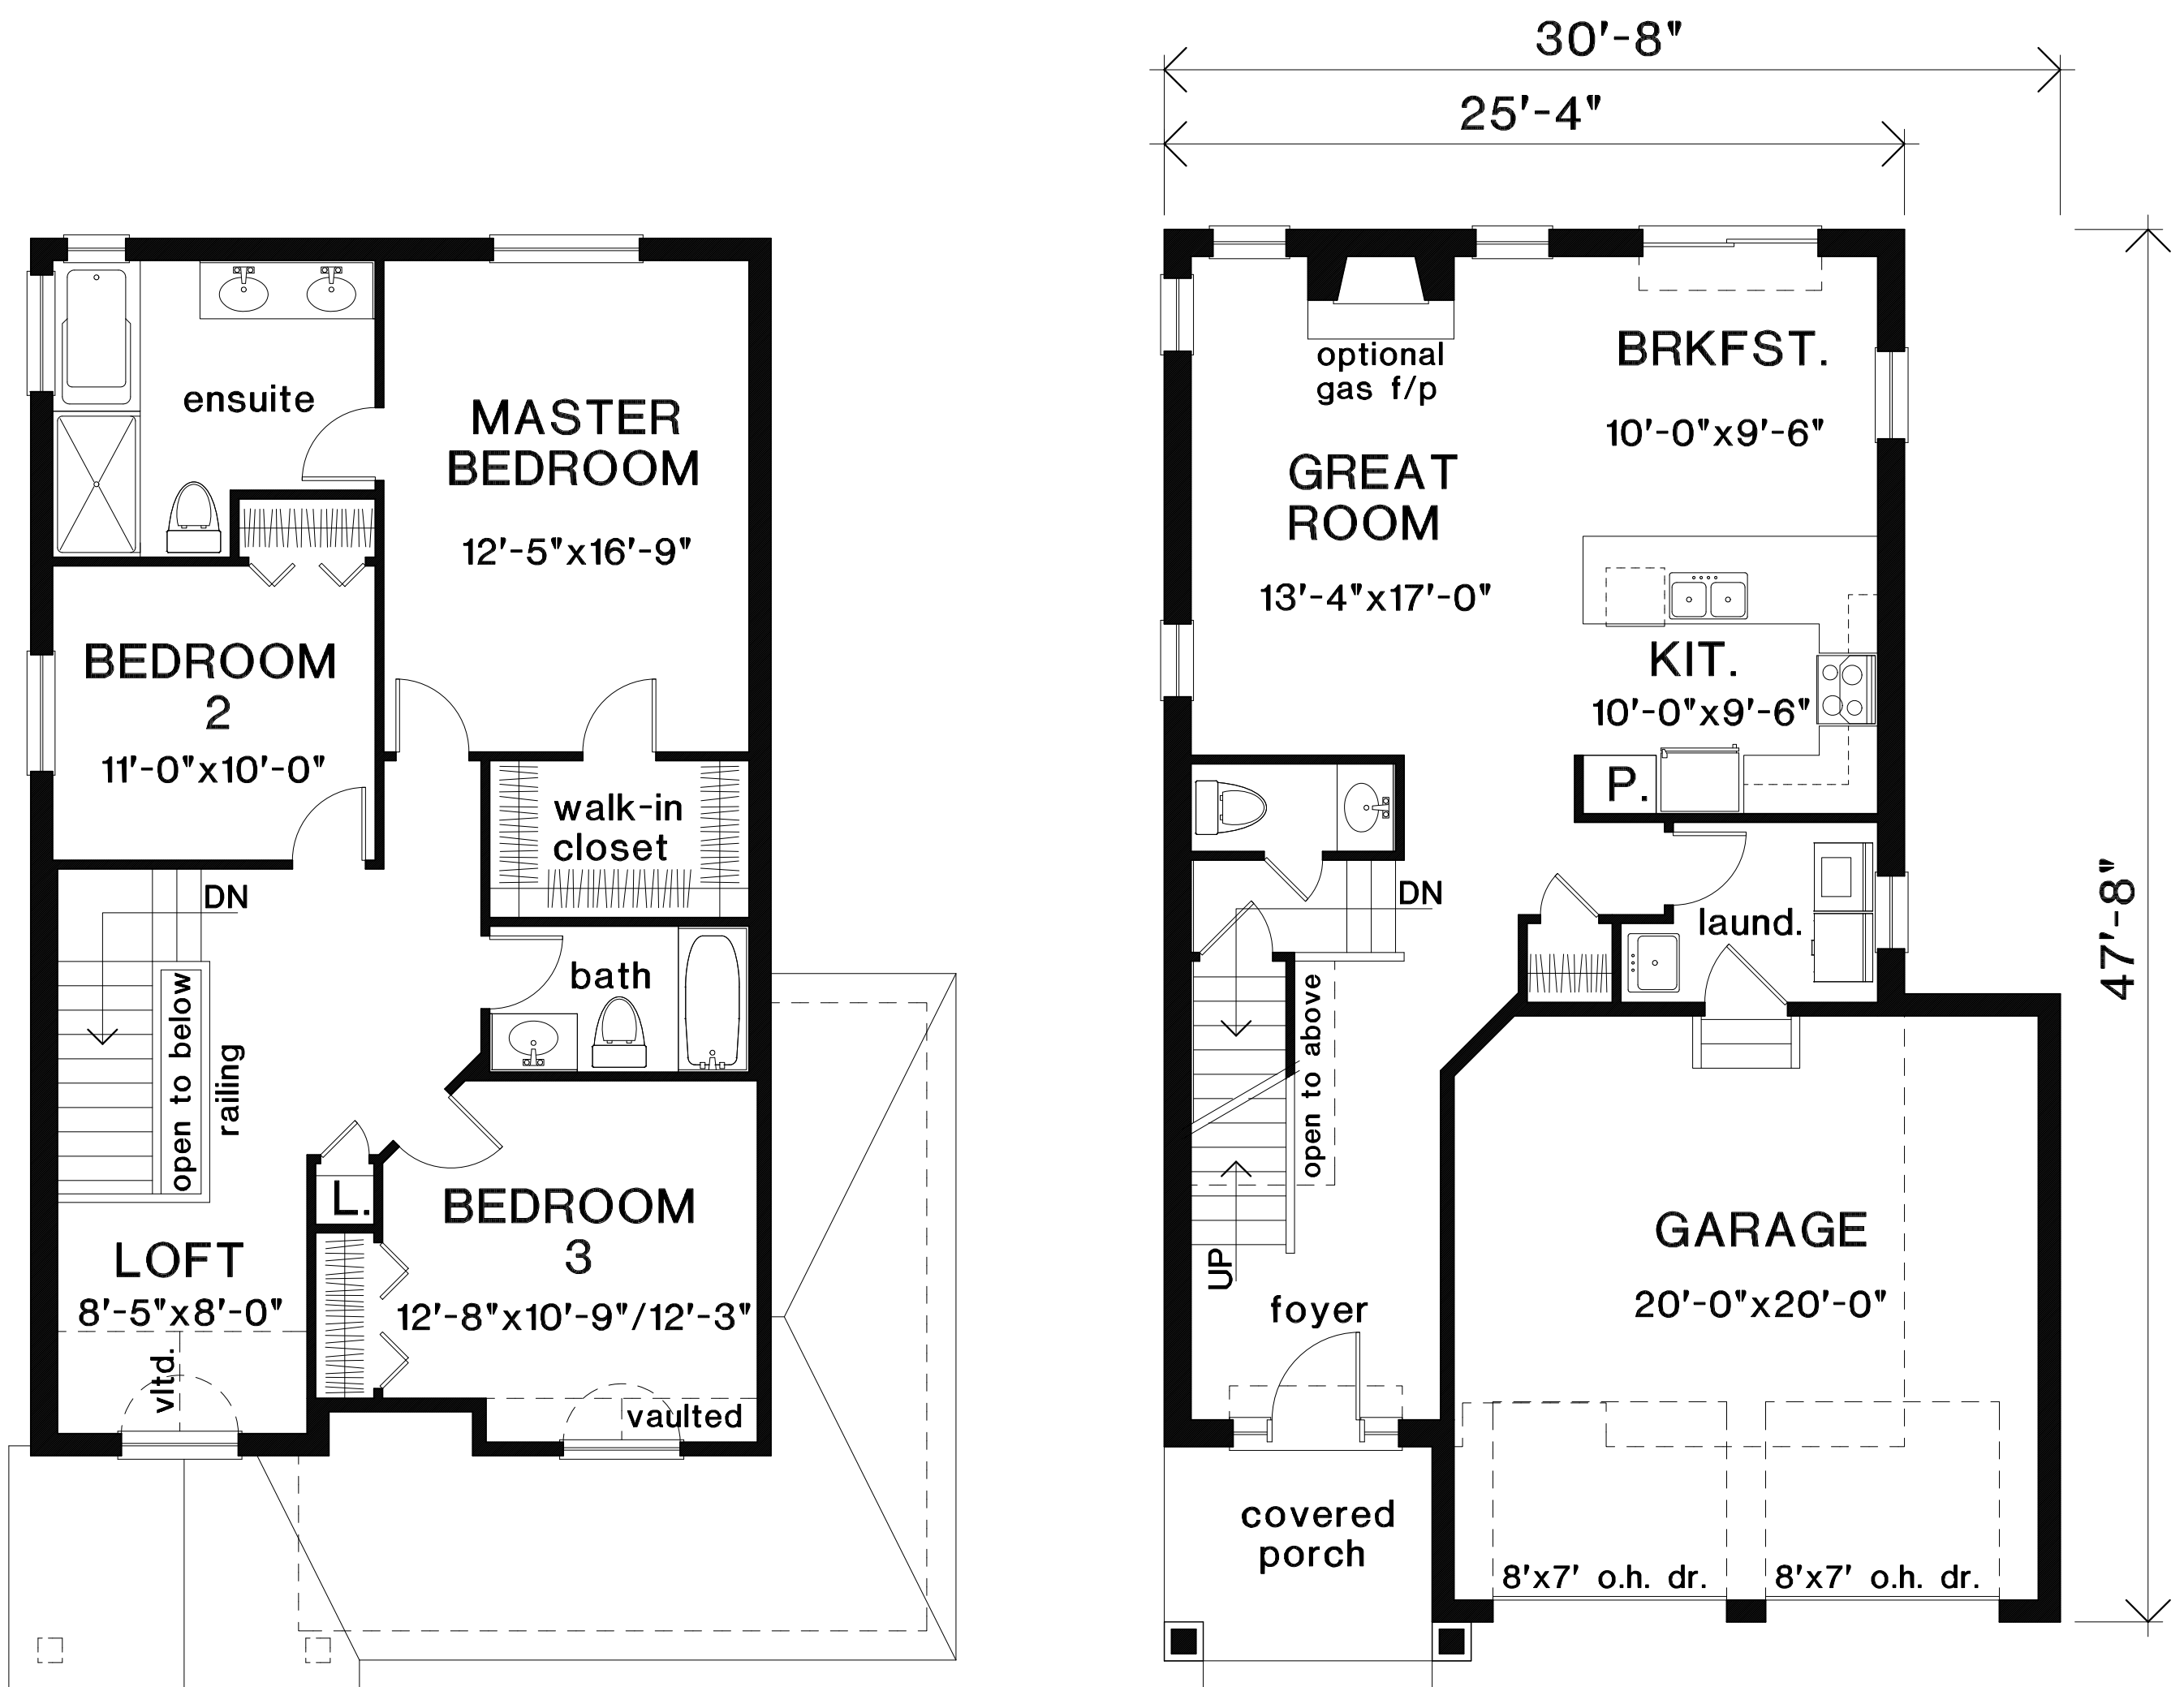 ensuite
MASTER
BEDROOM
12'-5"x16'-9"
BEDROOM
2
11'-0"x10'-0"
walk-in
closet
DN
bath
open to below
railing
L.
BEDROOM
3
12'-8"x10'-9"/12'-3"
LOFT
8'-5"x8'-0"
vltd.
vaulted
30'-8"
25'-4"
47'-8"
optional
gas f/p
BRKFST.
10'-0"x9'-6"
GREAT
ROOM
13'-4"x17'-0"
KIT.
10'-0"x9'-6"
P.
DN
laund.
open to above
UP
foyer
GARAGE
20'-0"x20'-0"
covered
porch
8'x7' o.h. dr.
8'x7' o.h. dr.